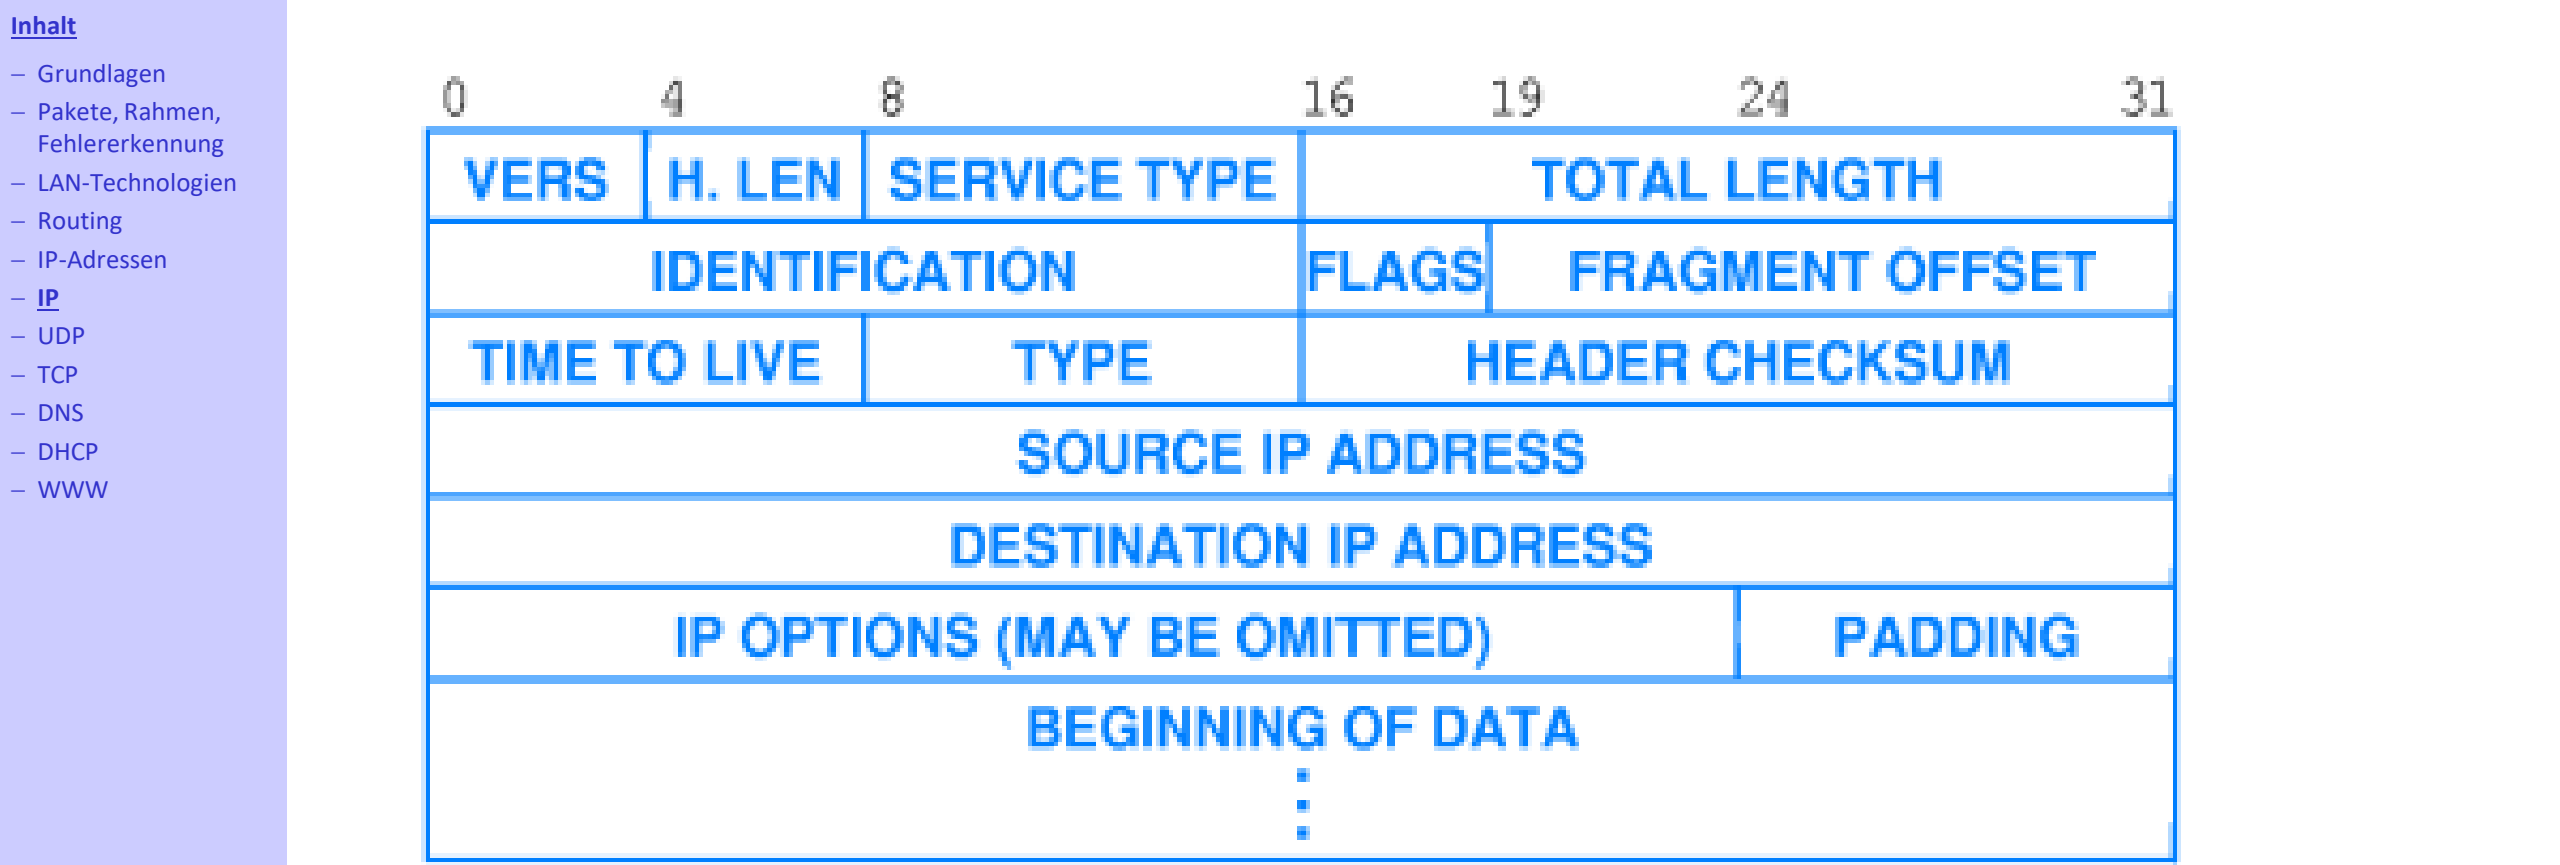 Inhalt
– Grundlagen
– Pakete, Rahmen,
Fehlererkennung
– LAN-Technologien
– Routing
– IP-Adressen
– IP
– UDP
– TCP
– DNS
– DHCP
– WWW
0 4 8 16 19 24 31
VERS H. LEN SERVICE TYPE TOTAL LENGTH
IDENTIFICATION FLAGS FRAGMENT OFFSET
TIME TO LIVE TYPE HEADER CHECKSUM
SOURCE IP ADDRESS
DESTINATION IP ADDRESS
IP OPTIONS (MAY BE OMITTED) PADDING
BEGINNING OF DATA